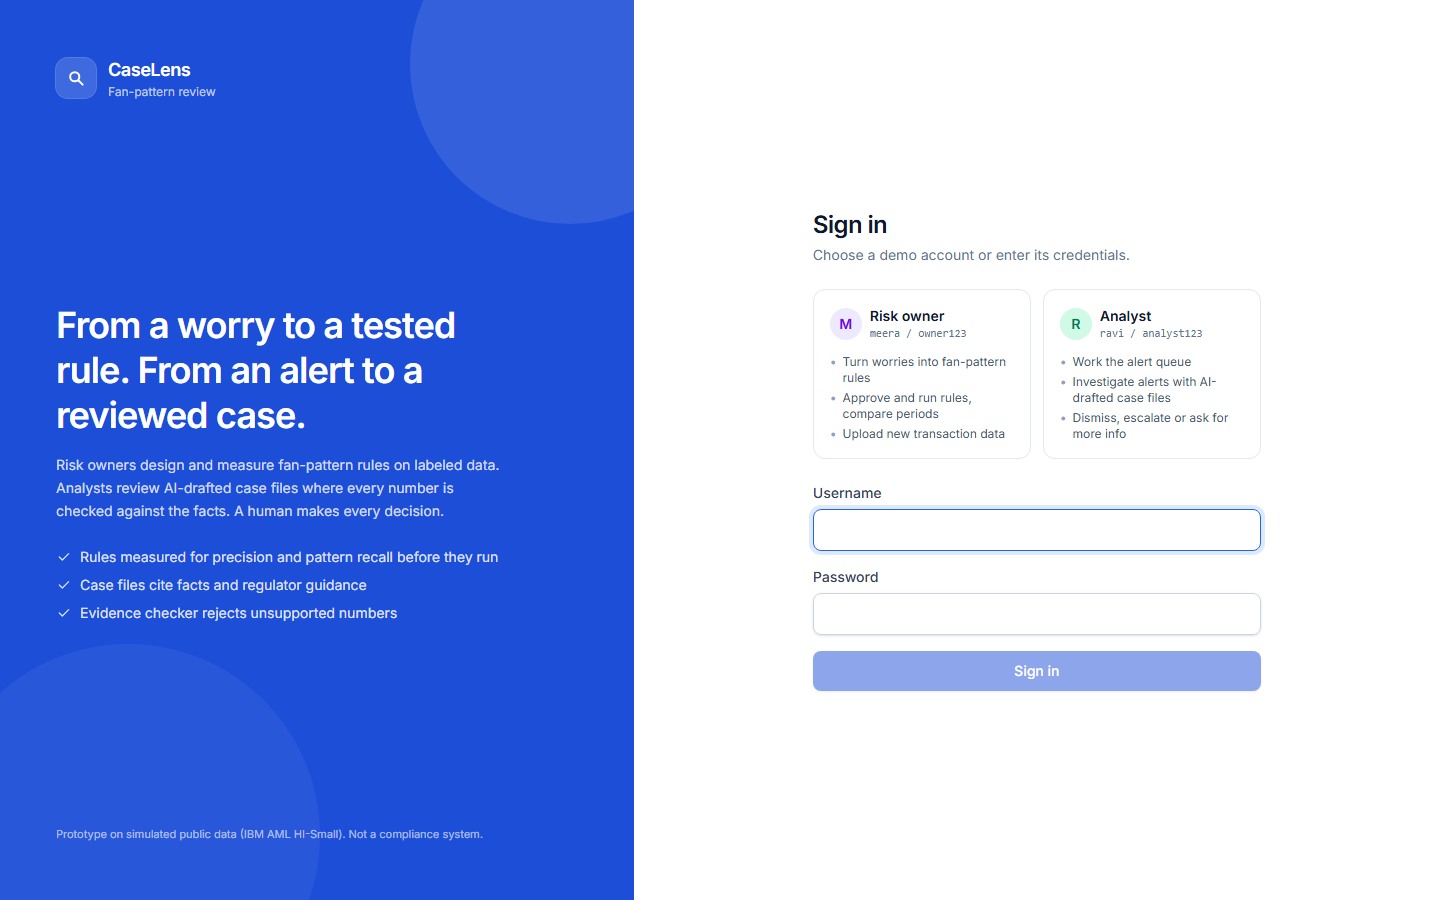 CaseLens
Fan-pattern review
From a worry to a tested
rule. From an alert to a
reviewed case.
Risk owners design and measure fan-pattern rules on labeled data.
Analysts review AI-drafted case files where every number is
checked against the facts. A human makes every decision.
Rules measured for precision and pattern recall before they run
Case files cite facts and regulator guidance
Evidence checker rejects unsupported numbers
Prototype on simulated public data (IBM AML HI-Small). Not a compliance system.
Sign in
Choose a demo account or enter its credentials.
M
Risk owner
meera / owner123
• Turn worries into fan-pattern
rules
• Approve and run rules,
compare periods
• Upload new transaction data
R
Analyst
ravi / analyst123
• Work the alert queue
• Investigate alerts with AI-
drafted case files
• Dismiss, escalate or ask for
more info
Username
Password
Sign in